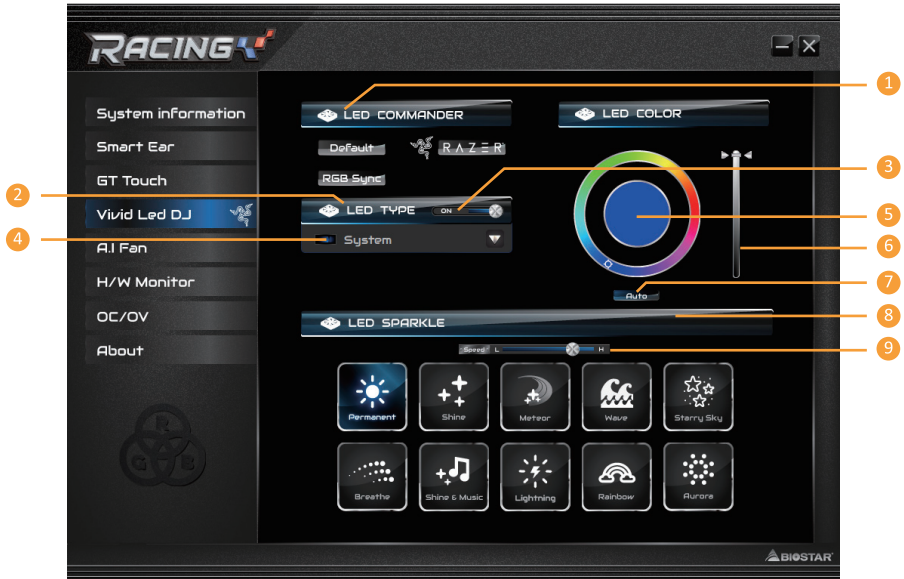 RACING
1
System information
LED COMMANDER
LED COLOR
Smart Ear
Default
RAZER
3
GT Touch
RGB Sync
2
Vivid Led DJ
LED TYPE
ON
5
4
System
6
A.I Fan
H/W Monitor
7
Auto
OC/OV
LED SPARKLE
8
About
Speed
L
H
9
Permanent
Shine
Meteor
Wave
Starry Sky
R
G
B
Breathe
Shine & Music
Lightning
Rainbow
Aurora
BIOSTAR